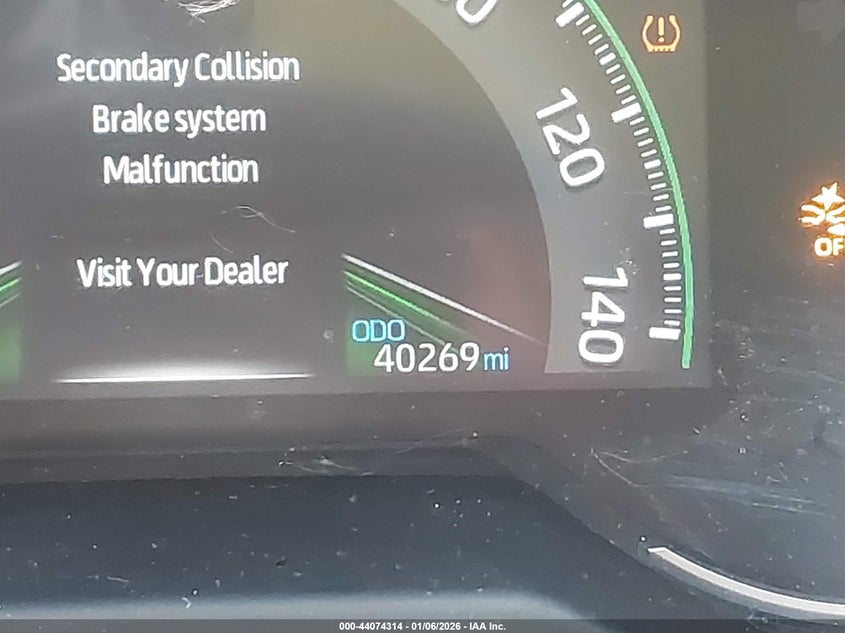 Secondary Collision
Brake system
Malfunction
Visit Your Dealer
120
140
ODO
40269 mi
000-44074314 - 01/06/2026 - IAA Inc.